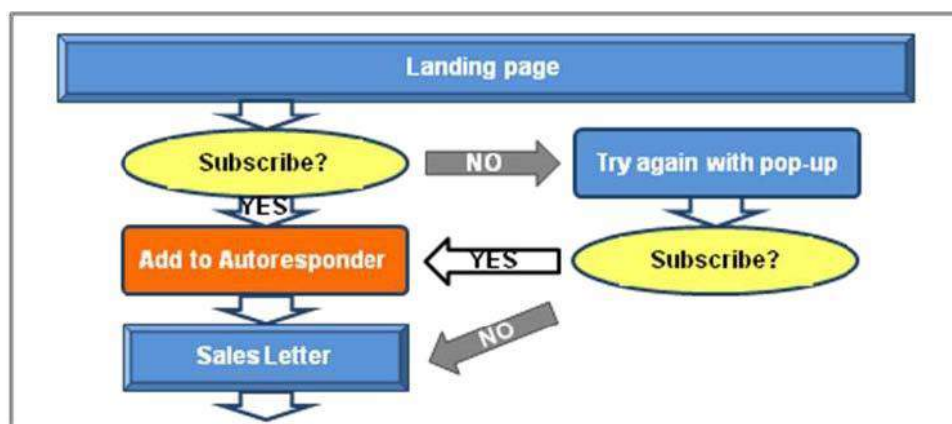 Landing page
Subscribe?
NO
Try again with pop-up
YES
Add to Autoresponder
YES
Subscribe?
NO
Sales Letter